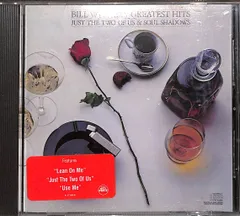 BILL WITHERS' GREATEST HITS
JUST THE TWO OF US & SOUL SHADOWS
Features
"Lean On Me"
"Just The Two Of Us"
"Use Me"